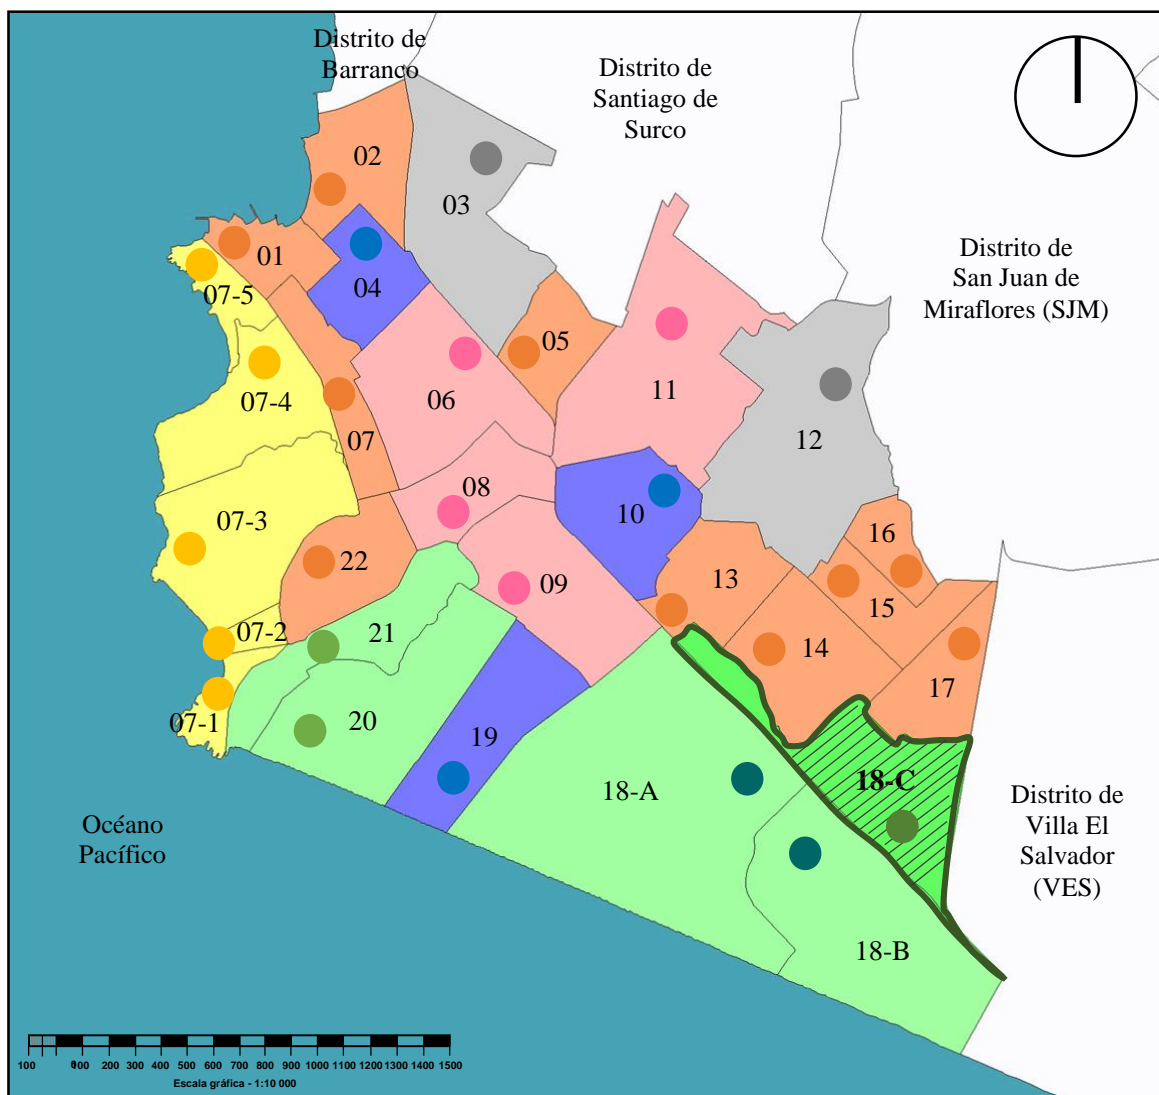 Distrito de
Barranco
Distrito de
Santiago de
Surco
02
03
Distrito de
San Juan de
Miraflores (SJM)
01
07-5
04
05
07-4
06
11
07
12
08
07-3
10
16
22
13
09
15
07-2
21
14
17
07-1
20
19
18-A
18-C
Distrito de
Villa El
Salvador
(VES)
Océano
Pacífico
18-B
100 0 100 200 300 400 500 600 700 800 900 1000 1100 1200 1300 1400 1500
Escala gráfica - 1:10 000